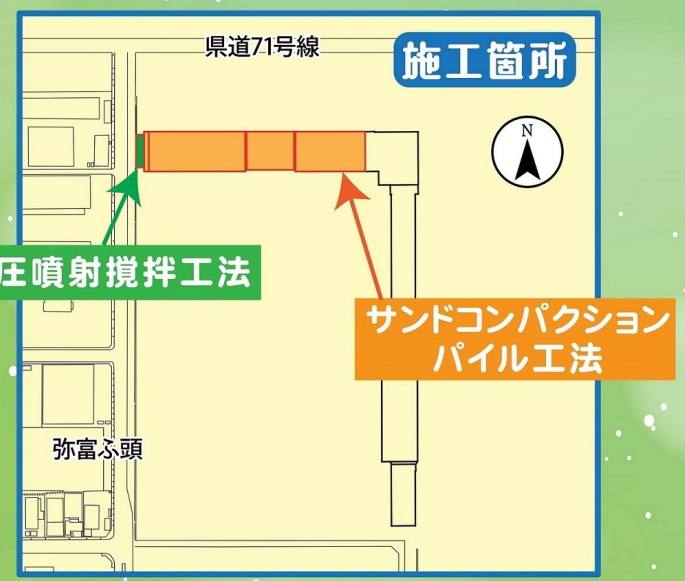 県道71号線
施工箇所
N
圧噴射撹拌工法
サンドコンパクション
パイル工法
弥富ふ頭